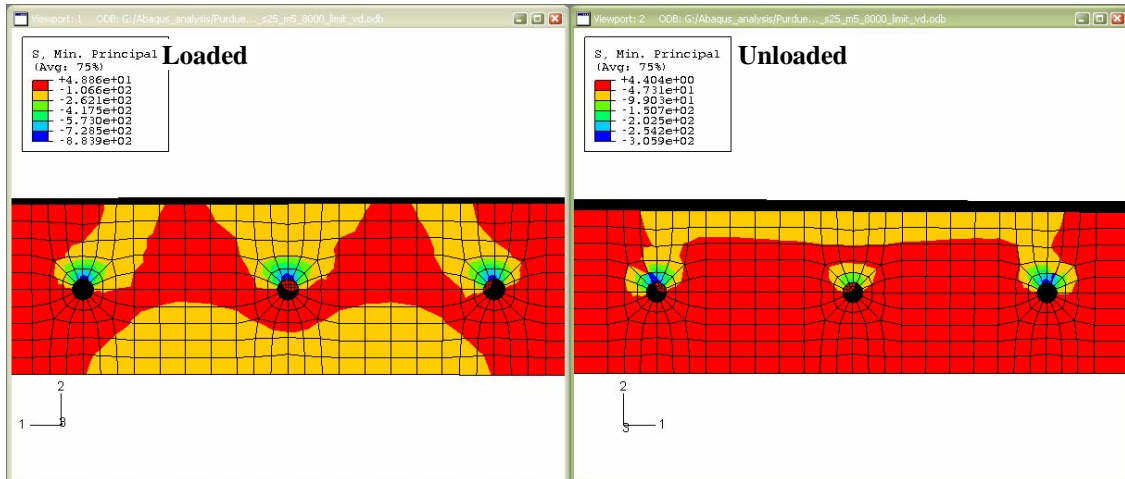 Viewport: 1 ODB: G:/Abaqus_analysis/Purdue..._s25_m5_8000_limit_vd.odb
S, Min. Principal
(Avg: 75%)
+4.886e+01
-1.066e+02
-2.621e+02
-4.175e+02
-5.730e+02
-7.285e+02
-8.839e+02
Loaded
2
1
3
Viewport: 2 ODB: G:/Abaqus_analysis/Purdue..._s25_m5_8000_limit_vd.odb
S, Min. Principal
(Avg: 75%)
+4.404e+00
-4.731e+01
-9.903e+01
-1.507e+02
-2.025e+02
-2.542e+02
-3.059e+02
Unloaded
2
3
1